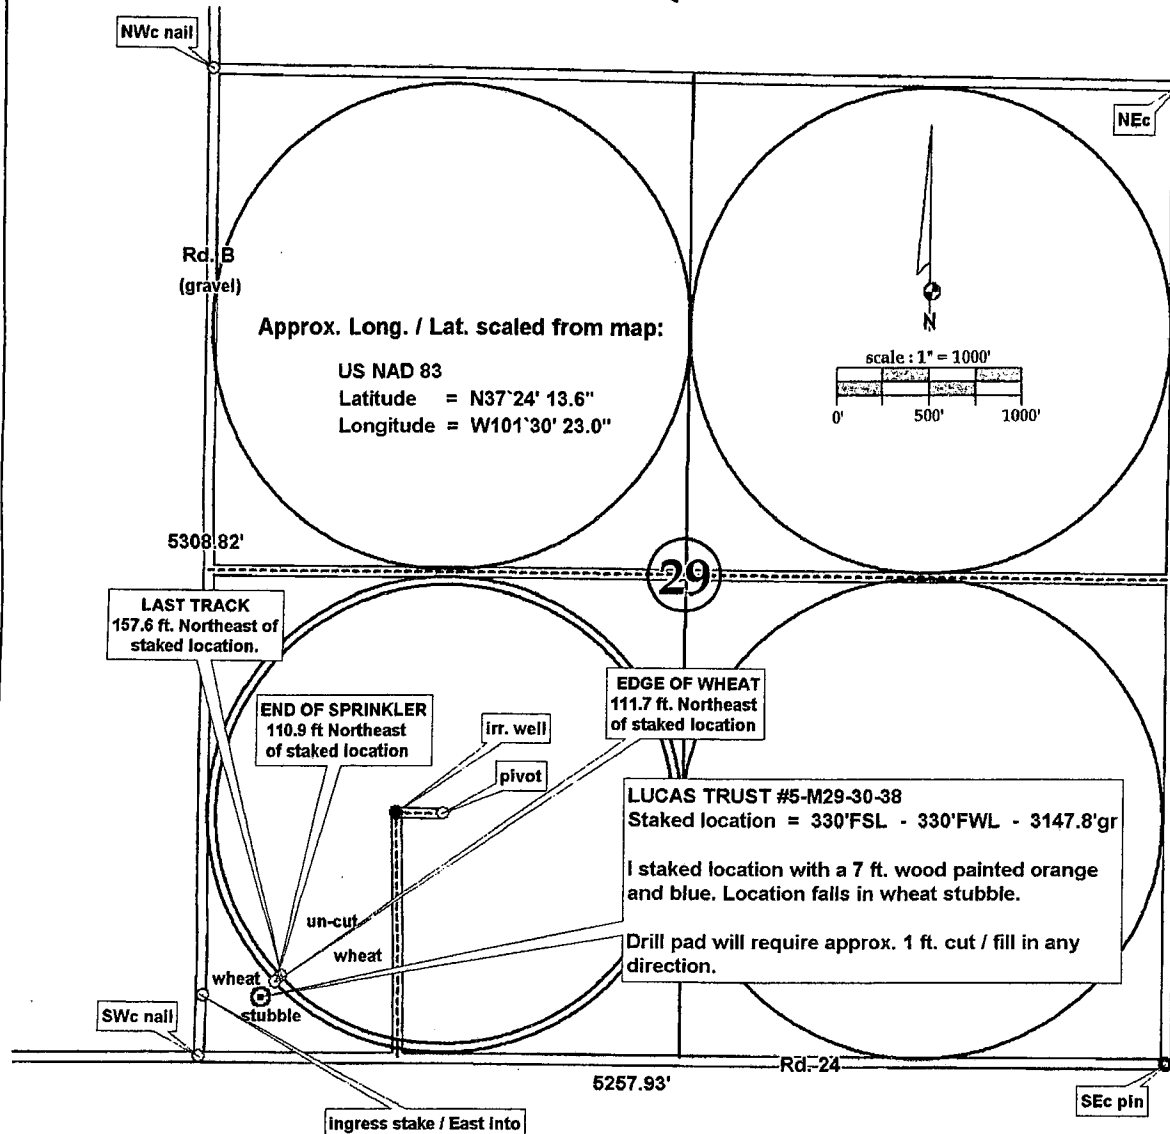 NWc nail
NEc
Rd. B
(gravel)
Approx. Long. / Lat. scaled from map:
US NAD 83
Latitude = N37`24' 13.6"
Longitude = W101`30' 23.0"
N
scale : 1" = 1000'
0' 500' 1000'
5308.82'
29
LAST TRACK
157.6 ft. Northeast of
staked location.
END OF SPRINKLER
110.9 ft Northeast
of staked location
EDGE OF WHEAT
111.7 ft. Northeast
of staked location
irr. well
pivot
LUCAS TRUST #5-M29-30-38
Staked location = 330'FSL - 330'FWL - 3147.8'gr
I staked location with a 7 ft. wood painted orange
and blue. Location falls in wheat stubble.
Drill pad will require approx. 1 ft. cut / fill in any
direction.
un-cut
wheat
wheat
stubble
SWc nail
Rd. 24
5257.93'
SEc pin
ingress stake / East into